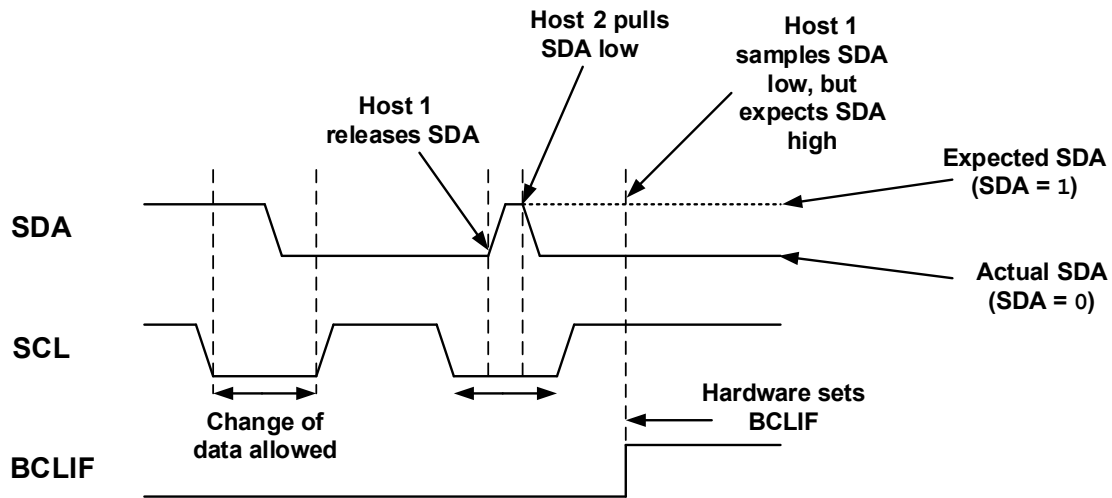 Host 2 pulls
SDA low
Host 1
samples SDA
low, but
expects SDA
high
Host 1
releases SDA
Expected SDA
(SDA = 1)
SDA
Actual SDA
(SDA = 0)
SCL
Change of
data allowed
Hardware sets
BCLIF
BCLIF